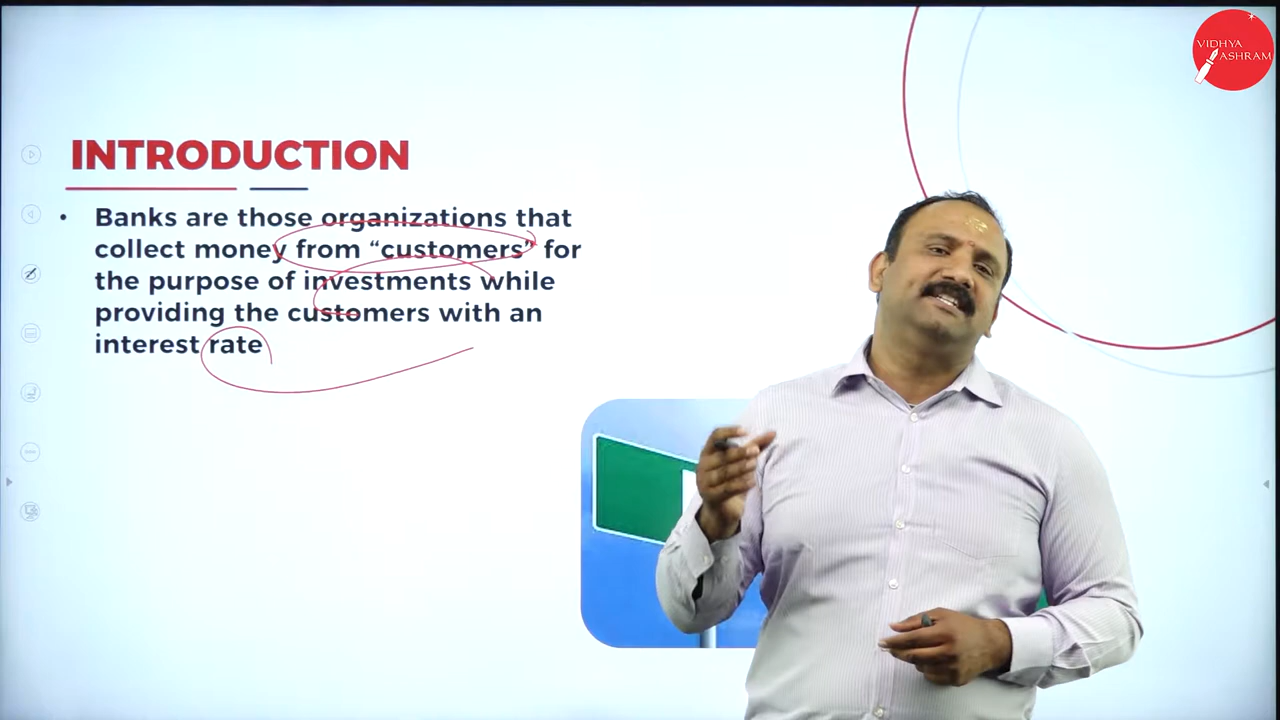 VIDHYA
ASHRAM
INTRODUCTION
• Banks are those organizations that
collect money from “customers” for
the purpose of investments while
providing the customers with an
interest rate